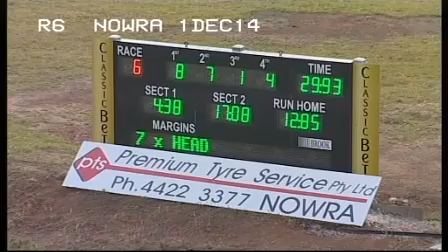 R6 NOWRA 1DEC14
RACE 1ST 2ND 3RD 4TH TIME
6 8 7 1 4 29.93
SECT 1 SECT 2 RUN HOME
4.38 17.08 12.85
MARGINS
7 x HEAD
CLASSIC BET
CLASSIC BET
pts Premium Tyre Service Pty Ltd
Ph. 4422 3377 NOWRA